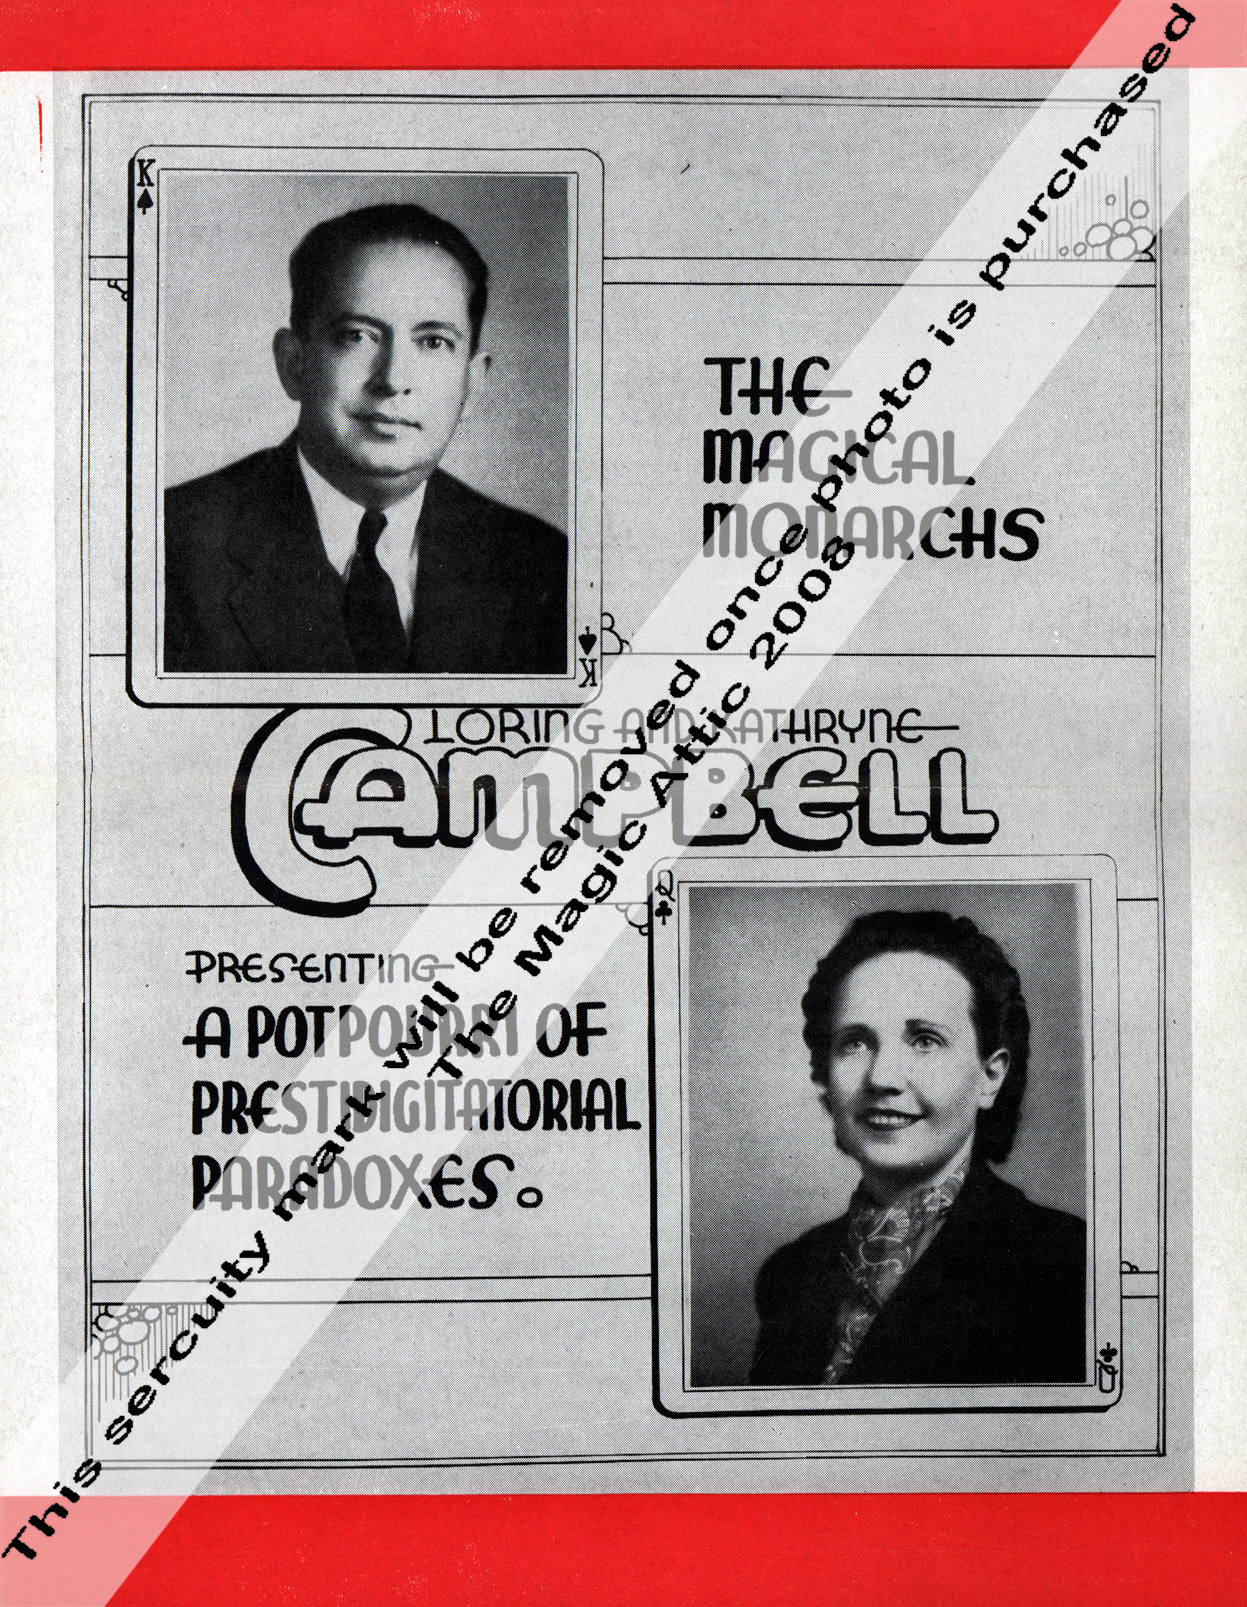 K
THE
MAGICAL
MONARCHS
K
LORING AND KATHRYNE
CAMPBELL
Q
PRESENTING
A POTPOURRI OF
PRESTIDIGITATORIAL
PARADOXES.
Q
This sercuity mark will be removed once photo is purchased
The Magic Attic 2008